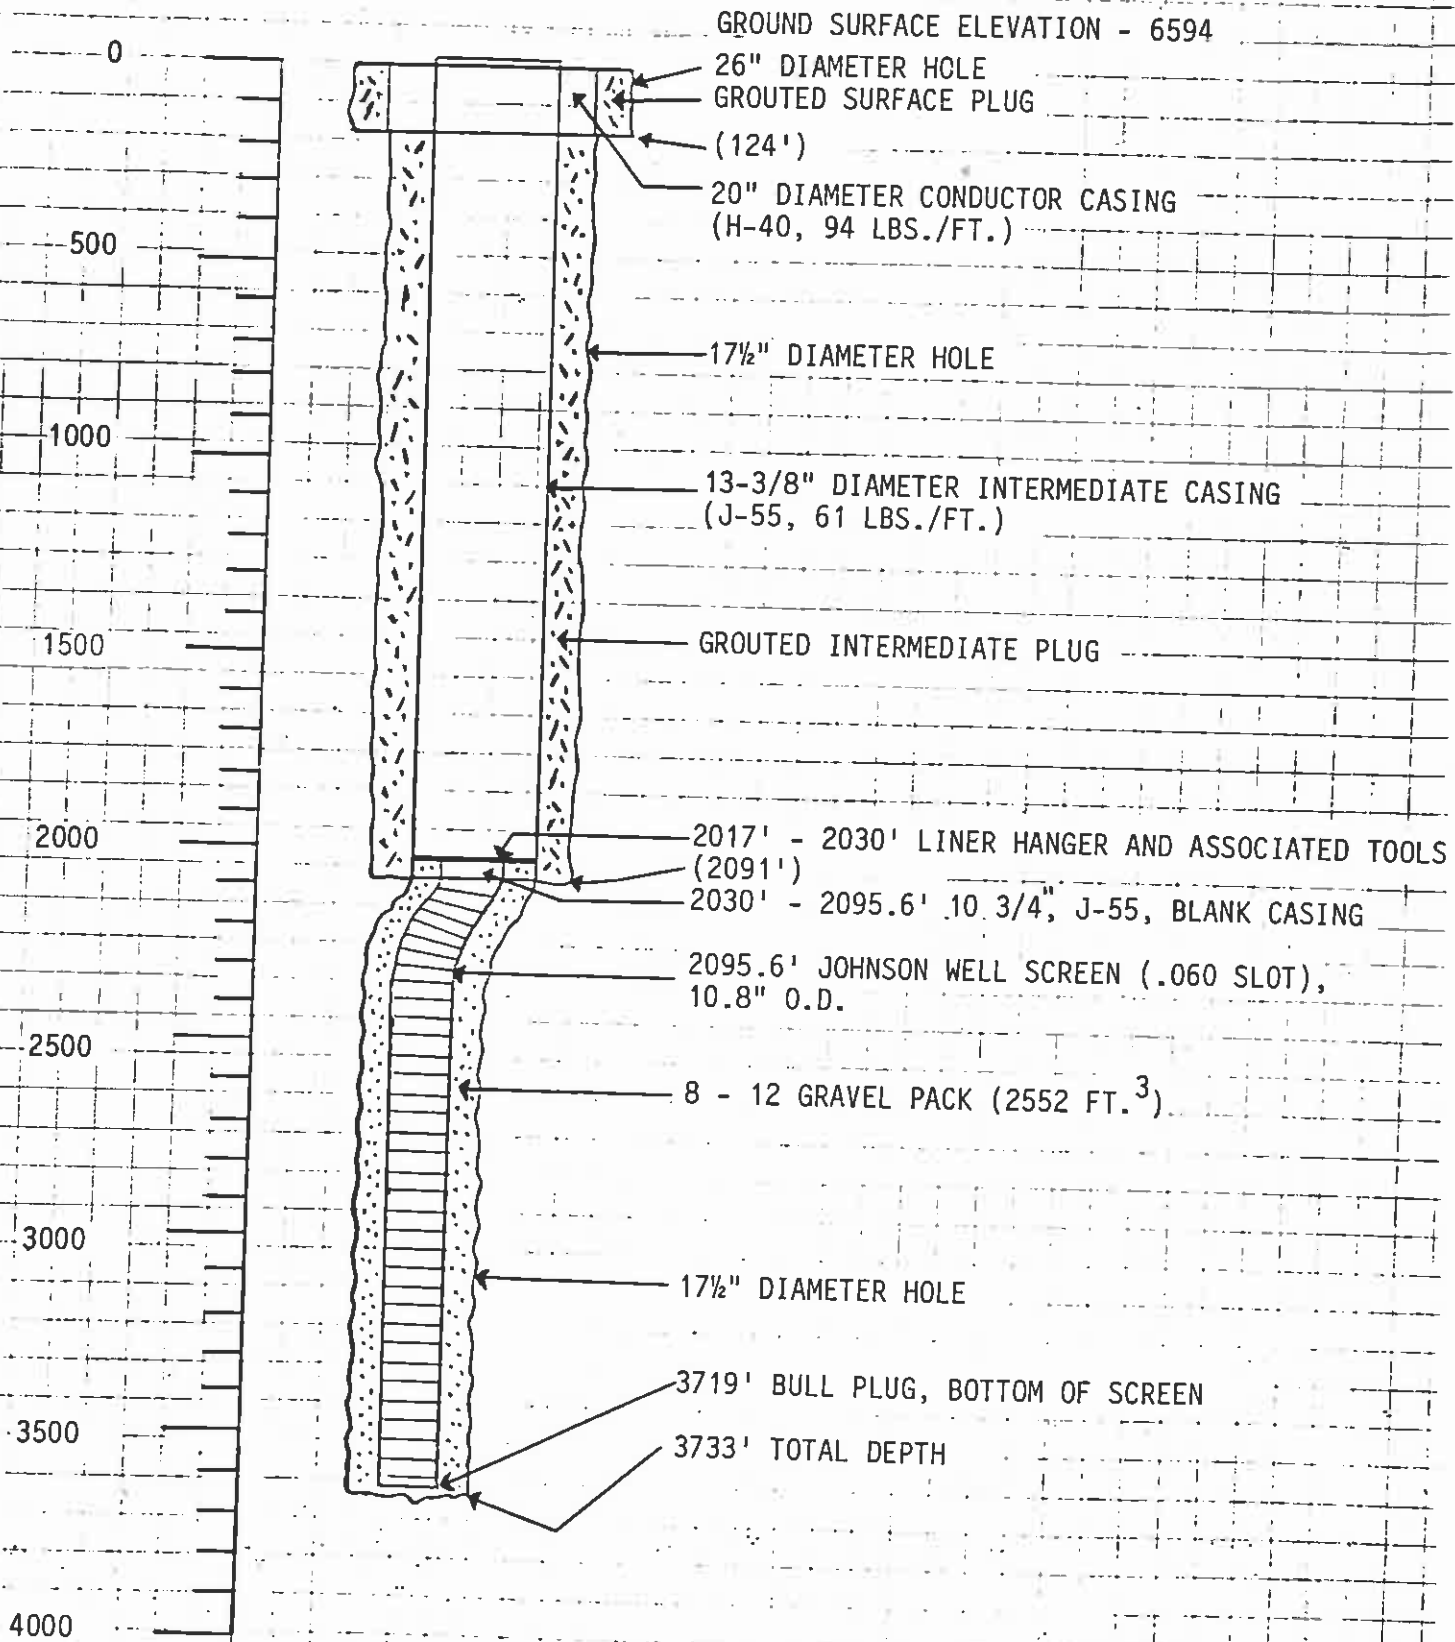 GROUND SURFACE ELEVATION - 6594
0
26" DIAMETER HOLE
GROUTED SURFACE PLUG
(124')
20" DIAMETER CONDUCTOR CASING
(H-40, 94 LBS./FT.)
500
17½" DIAMETER HOLE
1000
13-3/8" DIAMETER INTERMEDIATE CASING
(J-55, 61 LBS./FT.)
1500
GROUTED INTERMEDIATE PLUG
2000
2017' - 2030' LINER HANGER AND ASSOCIATED TOOLS
(2091')
2030' - 2095.6' 10 3/4", J-55, BLANK CASING
2095.6' JOHNSON WELL SCREEN (.060 SLOT),
10.8" O.D.
2500
8 - 12 GRAVEL PACK (2552 FT.³)
3000
17½" DIAMETER HOLE
3719' BULL PLUG, BOTTOM OF SCREEN
3500
3733' TOTAL DEPTH
4000